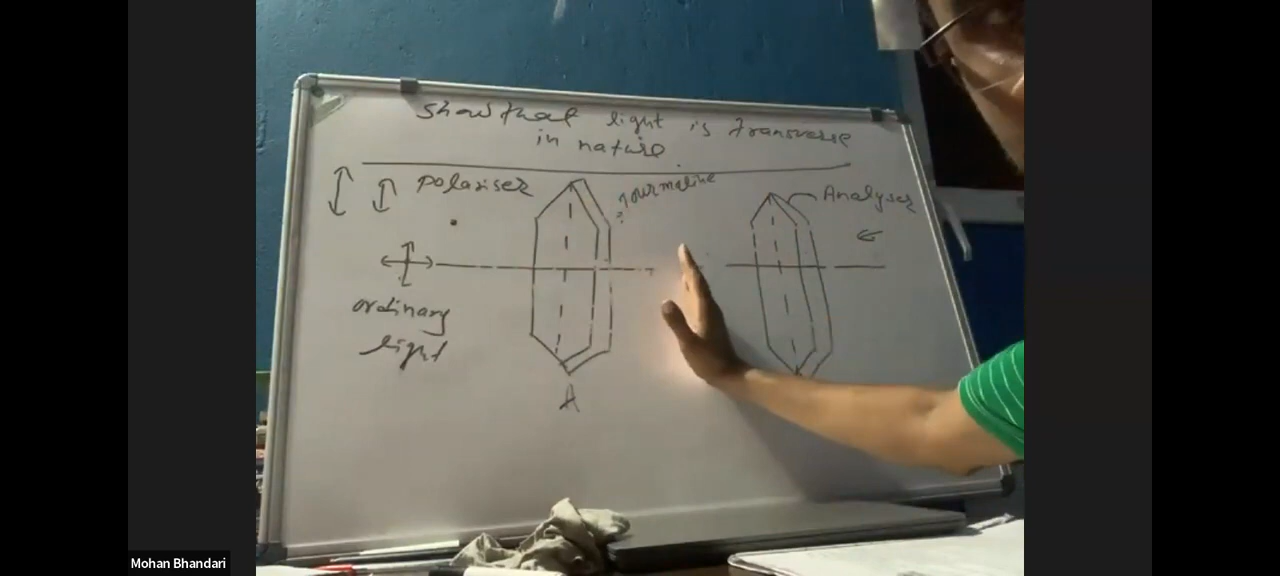 Show that light is transverse
in nature
polariser
Tourmaline
Analyser
ordinary
light
A
Mohan Bhandari